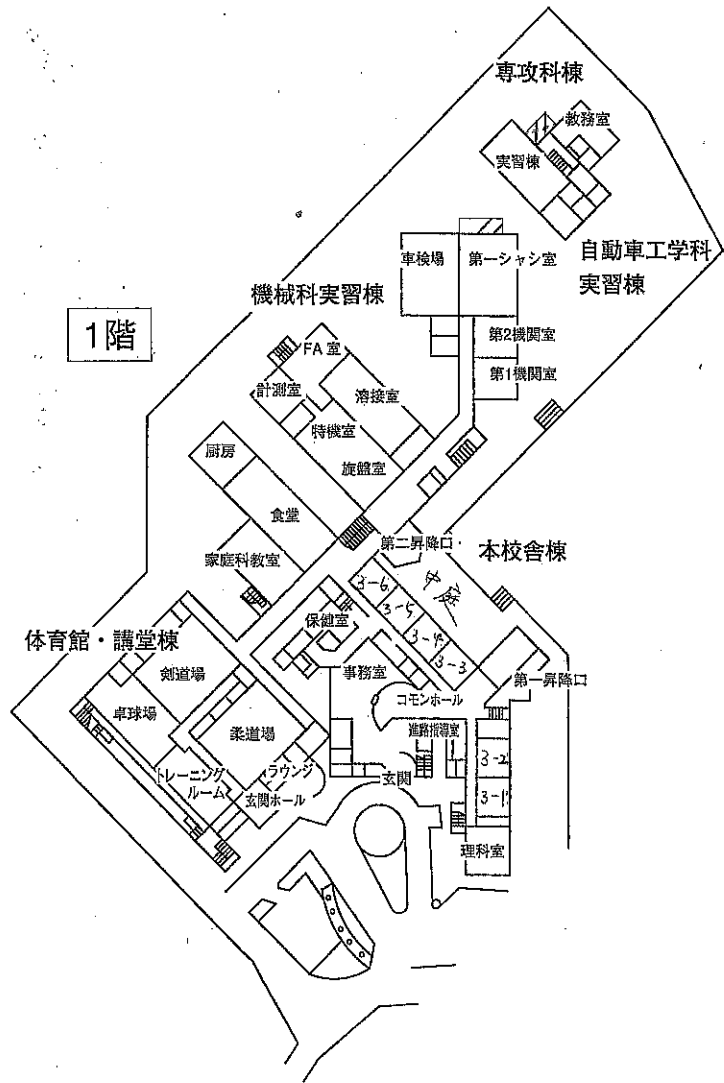 専攻科棟
教務室
実習棟
自動車工学科
実習棟
車検場
第一シャシ室
機械科実習棟
1階
第2機関室
FA室
第1機関室
計測室
溶接室
特機室
厨房
旋盤室
食堂
第二昇降口
本校舎棟
家庭科教室
中庭
3-6
3-5
保健室
3-4
体育館・講堂棟
3-3
剣道場
事務室
第一昇降口
コモンホール
卓球場
柔道場
進路指導室
3-2
ラウンジ
トレーニング
ルーム
玄関
玄関ホール
3-1
理科室